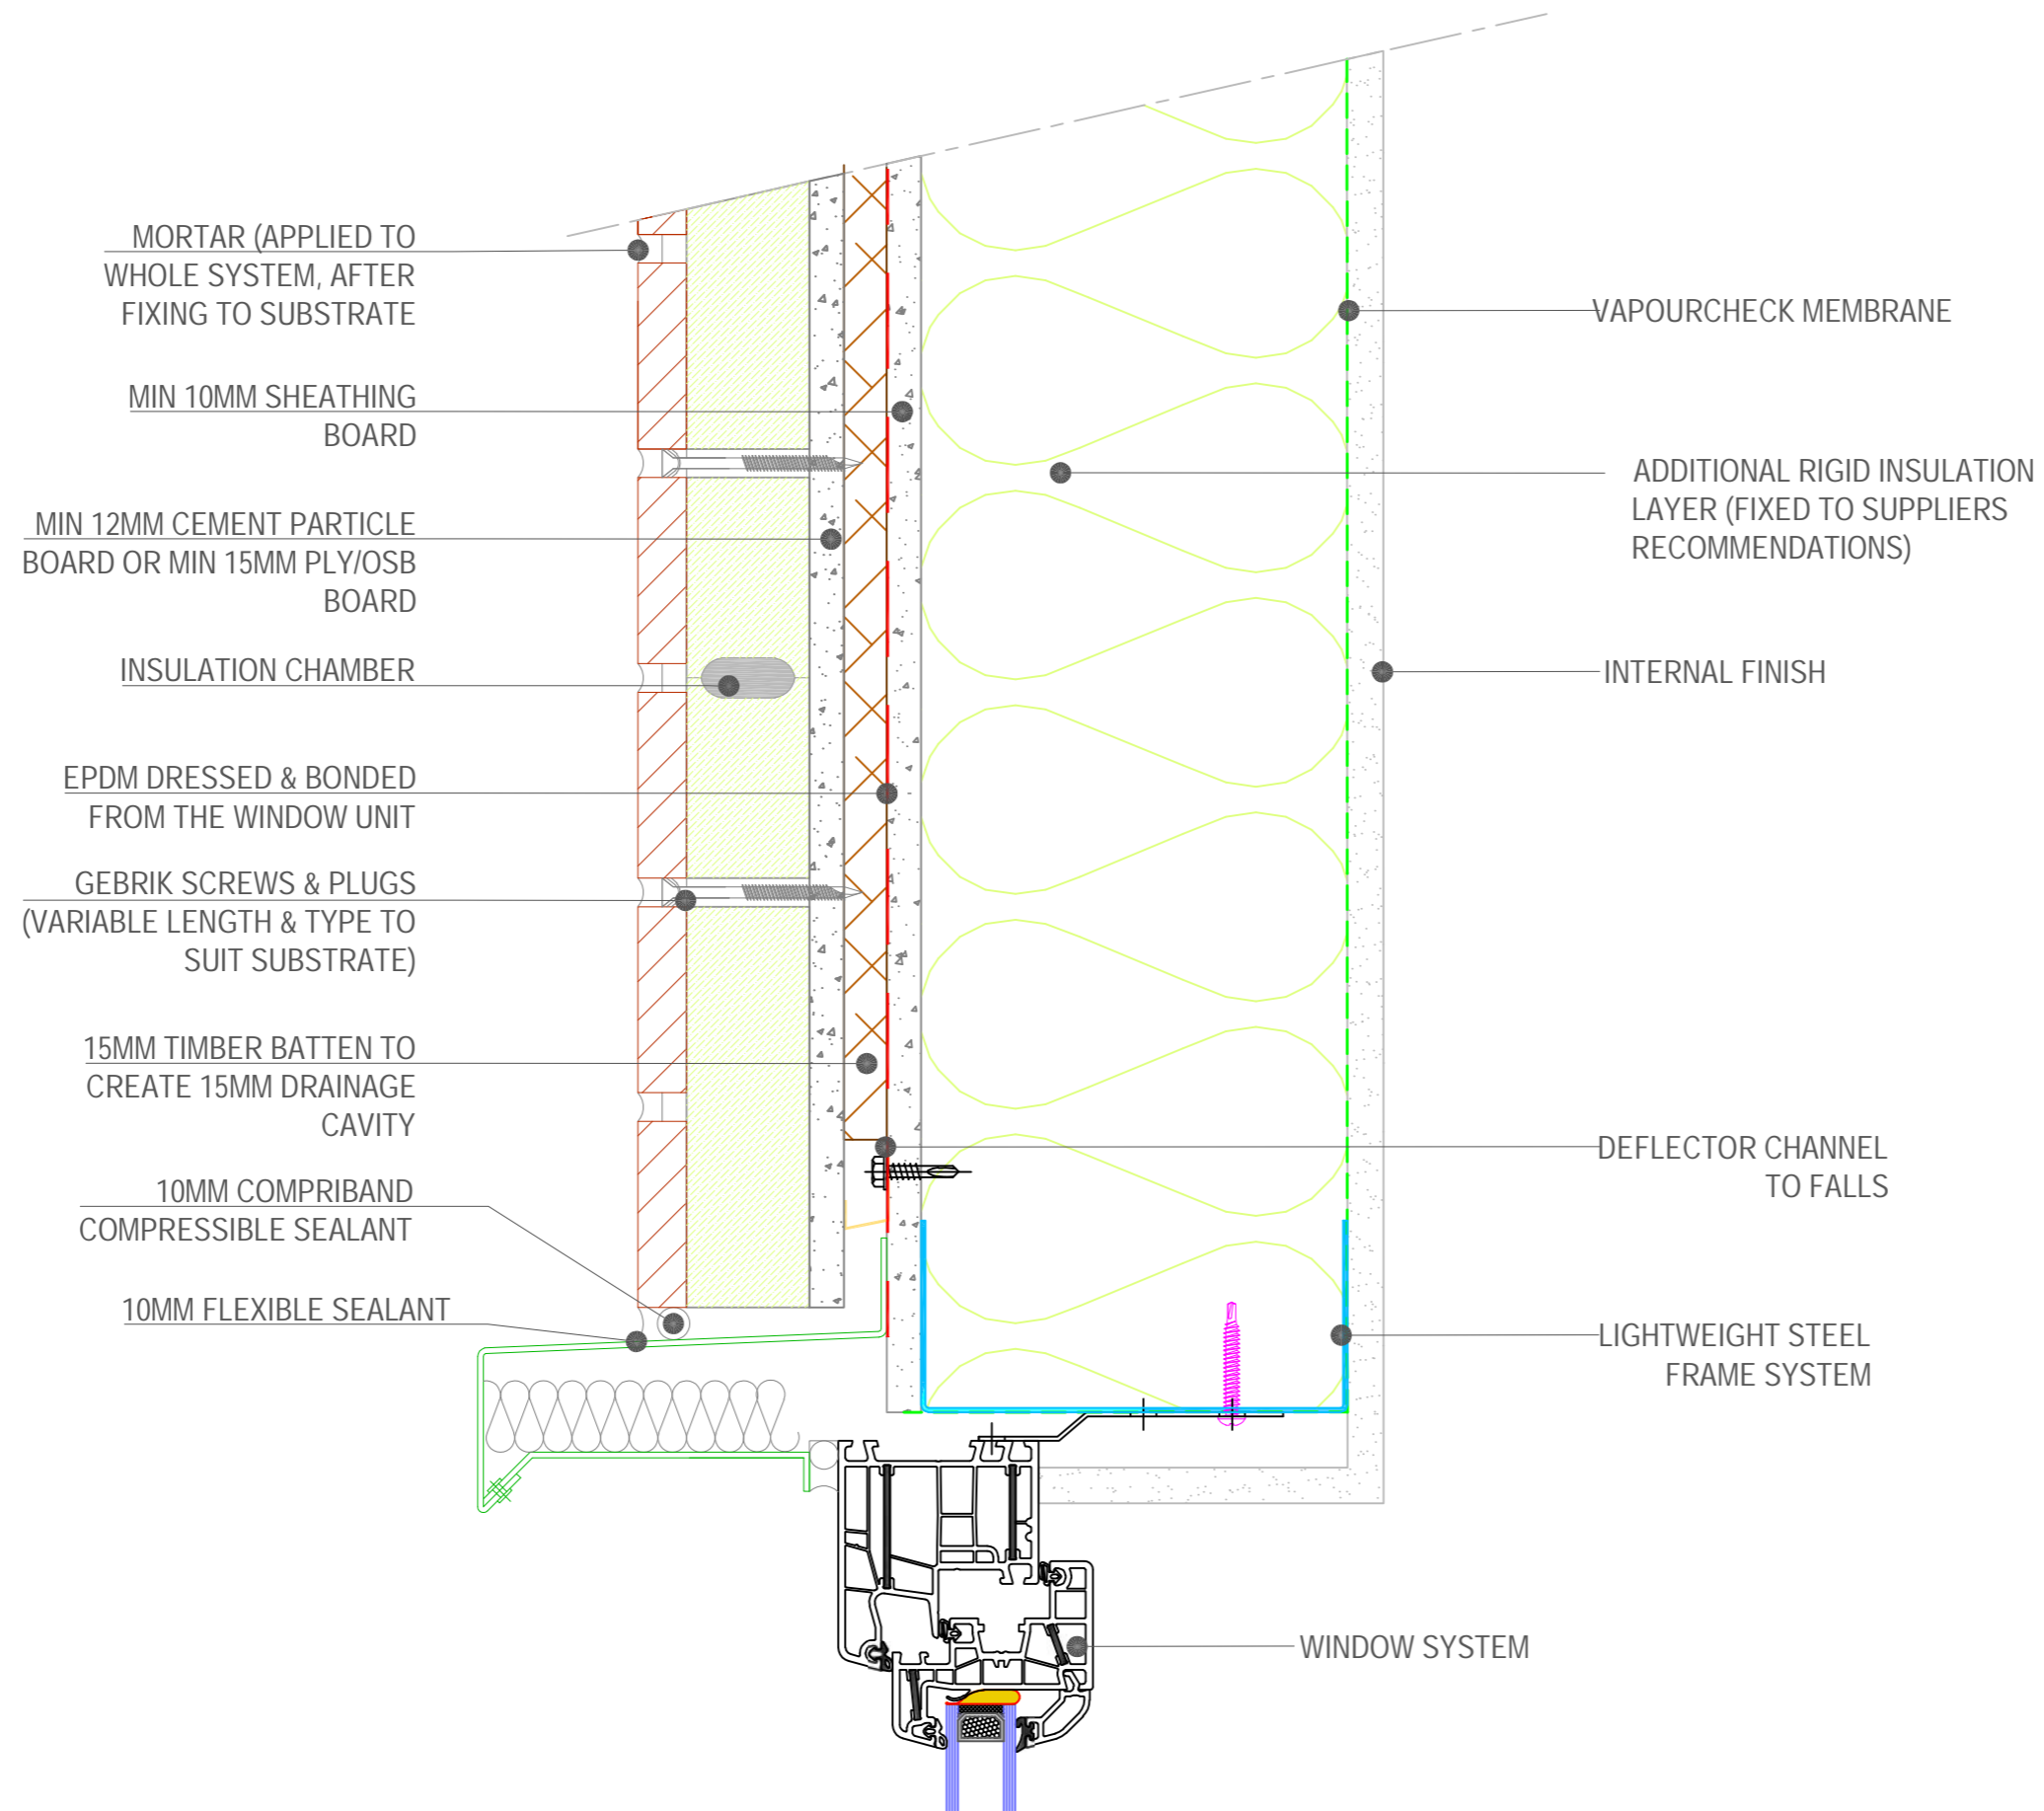 MORTAR (APPLIED TO
WHOLE SYSTEM, AFTER
FIXING TO SUBSTRATE
MIN 10MM SHEATHING
BOARD
MIN 12MM CEMENT PARTICLE
BOARD OR MIN 15MM PLY/OSB
BOARD
INSULATION CHAMBER
EPDM DRESSED & BONDED
FROM THE WINDOW UNIT
GEBRIK SCREWS & PLUGS
(VARIABLE LENGTH & TYPE TO
SUIT SUBSTRATE)
15MM TIMBER BATTEN TO
CREATE 15MM DRAINAGE
CAVITY
10MM COMPRIBAND
COMPRESSIBLE SEALANT
10MM FLEXIBLE SEALANT
VAPOURCHECK MEMBRANE
ADDITIONAL RIGID INSULATION
LAYER (FIXED TO SUPPLIERS
RECOMMENDATIONS)
INTERNAL FINISH
DEFLECTOR CHANNEL
TO FALLS
LIGHTWEIGHT STEEL
FRAME SYSTEM
WINDOW SYSTEM